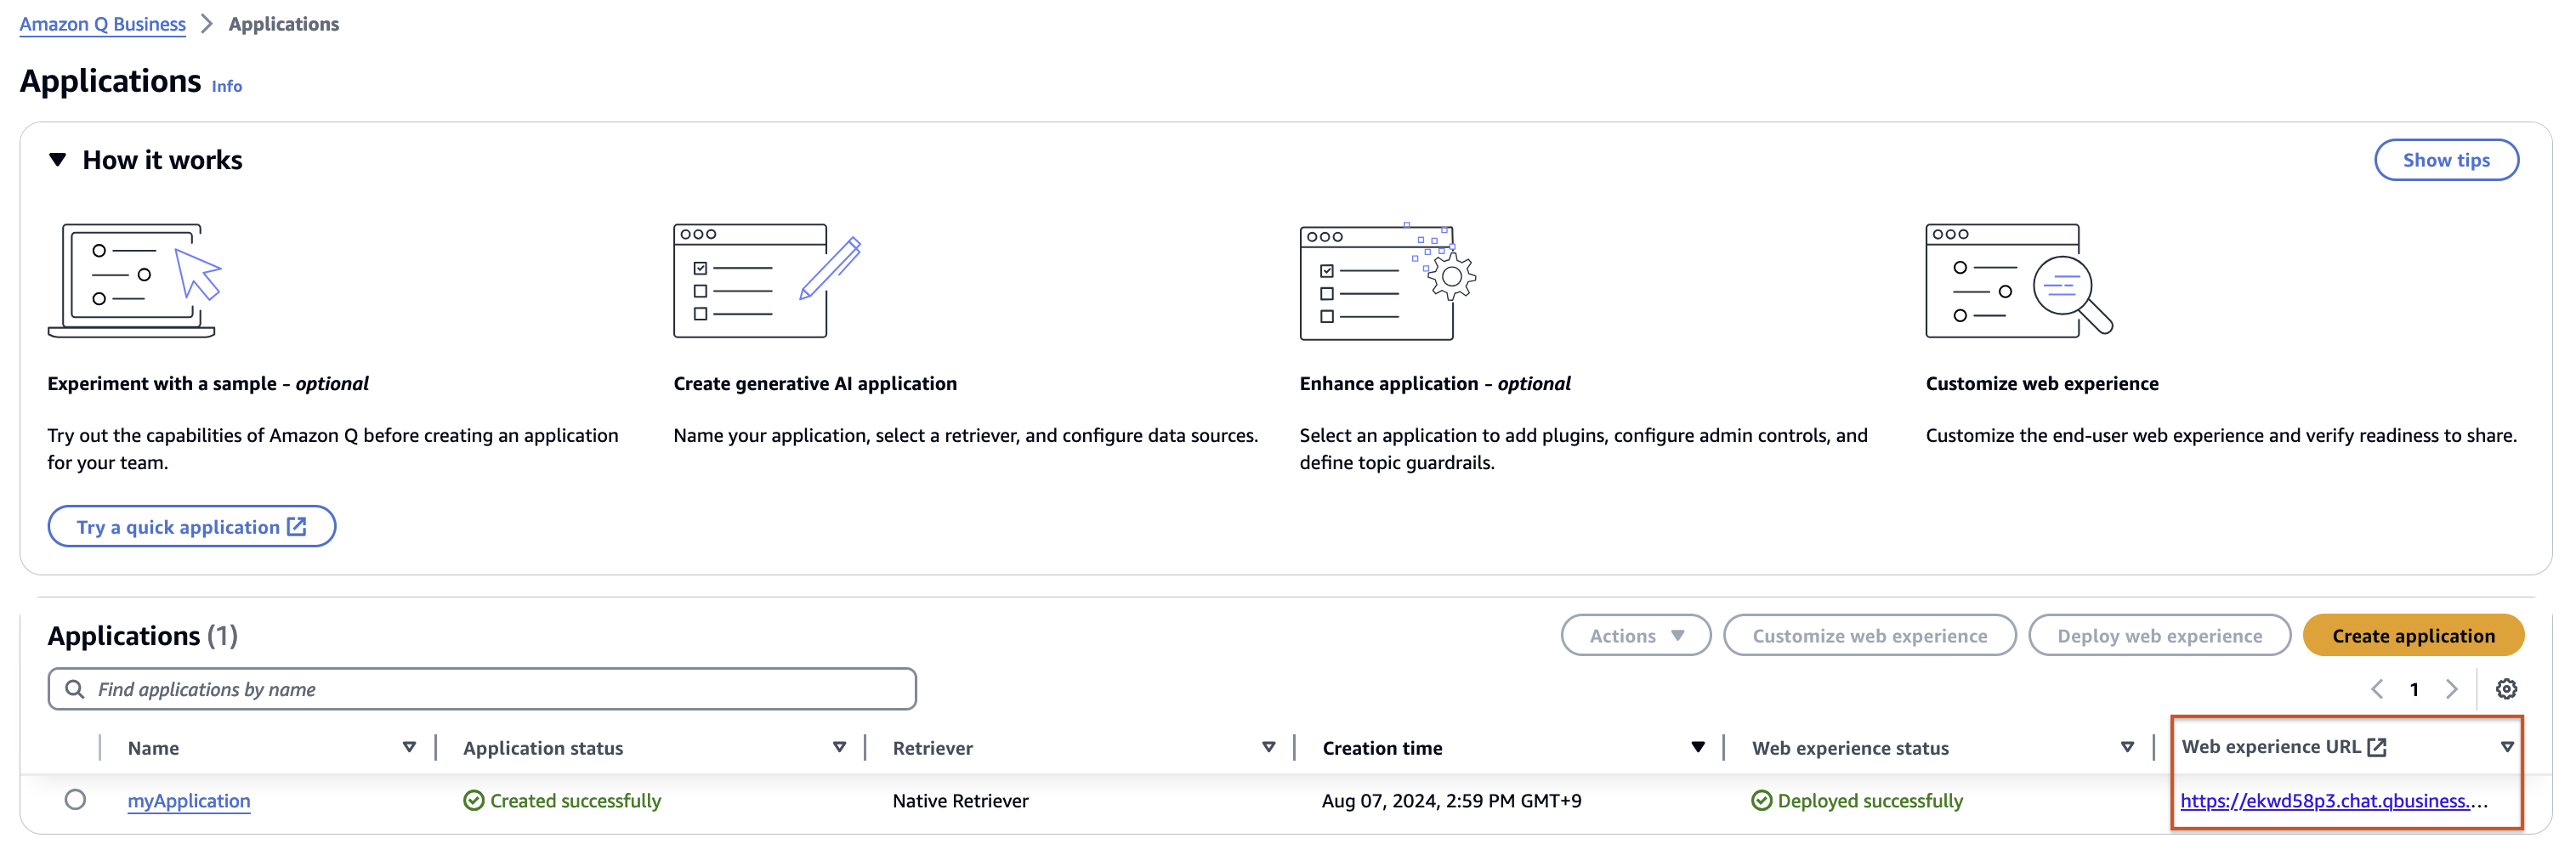 Amazon Q Business > Applications
Applications Info
How it works
Show tips
Experiment with a sample - optional
Try out the capabilities of Amazon Q before creating an application
for your team.
Try a quick application
Create generative AI application
Name your application, select a retriever, and configure data sources.
Enhance application - optional
Select an application to add plugins, configure admin controls, and
define topic guardrails.
Customize web experience
Customize the end-user web experience and verify readiness to share.
Applications (1)
Actions
Customize web experience
Deploy web experience
Create application
Find applications by name
1
Name
Application status
Retriever
Creation time
Web experience status
Web experience URL
myApplication
Created successfully
Native Retriever
Aug 07, 2024, 2:59 PM GMT+9
Deployed successfully
https://ekwd58p3.chat.qbusiness....